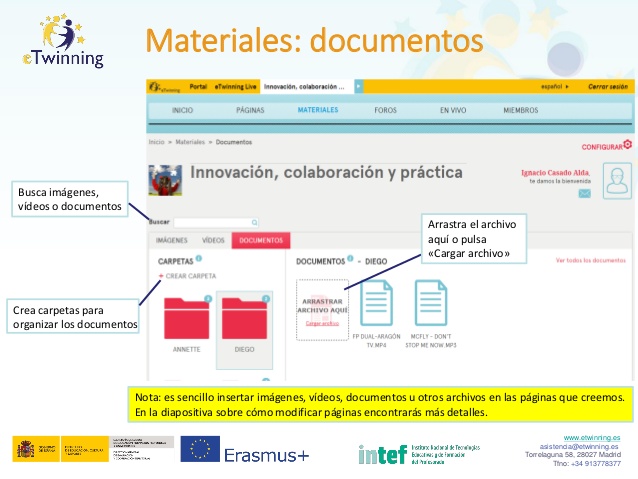 eTwinning
Materiales: documentos
eTwinning Portal eTwinning Live Innovación, colaboración ... español Cerrar sesión
INICIO PÁGINAS MATERIALES FOROS EN VIVO MIEMBROS
Inicio » Materiales » Documentos
CONFIGURAR
Innovación, colaboración y práctica
Ignacio Casado Alda,
te damos la bienvenida
Busca imágenes,
vídeos o documentos
Buscar
Arrastra el archivo
aquí o pulsa
«Cargar archivo»
IMÁGENES VÍDEOS DOCUMENTOS
CARPETAS
+ CREAR CARPETA
DOCUMENTOS - DIEGO
Ver todos los documentos
Crea carpetas para
organizar los documentos
ARRASTRAR
ARCHIVO AQUÍ
Cargar archivo
ANNETTE DIEGO
FP DUAL-ARAGÓN
TV.MP4
MCFLY - DON'T
STOP ME NOW.MP3
Nota: es sencillo insertar imágenes, vídeos, documentos u otros archivos en las páginas que creemos.
En la diapositiva sobre cómo modificar páginas encontrarás más detalles.
GOBIERNO
DE ESPAÑA
Erasmus+
intef
Instituto Nacional de Tecnologías
Educativas y de Formación
del Profesorado
www.etwinning.es
asistencia@etwinning.es
Torrelaguna 58, 28027 Madrid
Tfno: +34 913778377